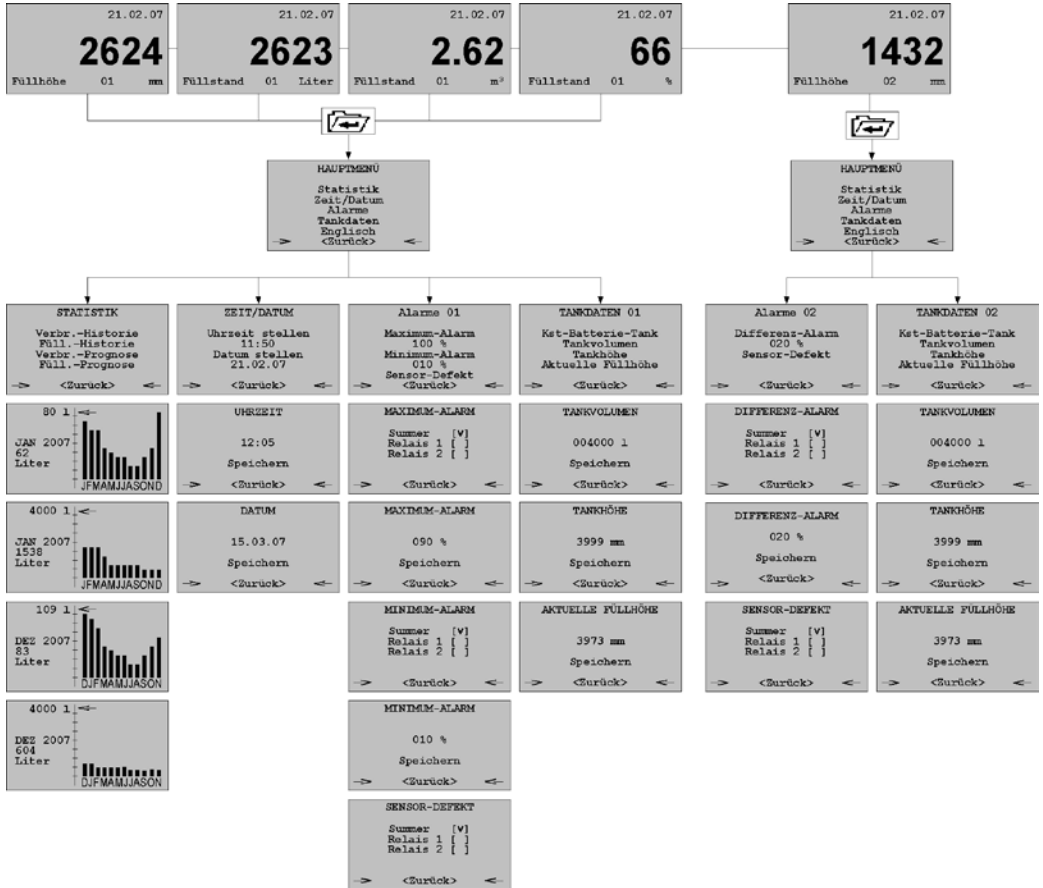 21.02.07
2624
Füllhöhe 01 mm
21.02.07
2623
Füllstand 01 Liter
21.02.07
2.62
Füllstand 01 m³
21.02.07
66
Füllstand 01 %
21.02.07
1432
Füllhöhe 02 mm
HAUPTMENÜ
Statistik
Zeit/Datum
Alarme
Tankdaten
Englisch
<Zurück>
HAUPTMENÜ
Statistik
Zeit/Datum
Alarme
Tankdaten
Englisch
<Zurück>
STATISTIK
Verbr.-Historie
Füll.-Historie
Verbr.-Prognose
Füll.-Prognose
<Zurück>
ZEIT/DATUM
Uhrzeit stellen
11:50
Datum stellen
21.02.07
<Zurück>
Alarme 01
Maximum-Alarm
100 %
Minimum-Alarm
010 %
Sensor-Defekt
<Zurück>
TANKDATEN 01
Kst-Batterie-Tank
Tankvolumen
Tankhöhe
Aktuelle Füllhöhe
<Zurück>
Alarme 02
Differenz-Alarm
020 %
Sensor-Defekt
<Zurück>
TANKDATEN 02
Kst-Batterie-Tank
Tankvolumen
Tankhöhe
Aktuelle Füllhöhe
<Zurück>
80 l
JAN 2007
62
Liter
JFMAMJJASOND
UHRZEIT
12:05
Speichern
<Zurück>
MAXIMUM-ALARM
Summer [V]
Relais 1 [ ]
Relais 2 [ ]
<Zurück>
TANKVOLUMEN
004000 l
Speichern
<Zurück>
DIFFERENZ-ALARM
Summer [V]
Relais 1 [ ]
Relais 2 [ ]
<Zurück>
TANKVOLUMEN
004000 l
Speichern
<Zurück>
4000 l
JAN 2007
1538
Liter
JFMAMJJASOND
DATUM
15.03.07
Speichern
<Zurück>
MAXIMUM-ALARM
090 %
Speichern
<Zurück>
TANKHÖHE
3999 mm
Speichern
<Zurück>
DIFFERENZ-ALARM
020 %
Speichern
<Zurück>
TANKHÖHE
3999 mm
Speichern
<Zurück>
109 l
DEZ 2007
83
Liter
DJFMAMJJASON
MINIMUM-ALARM
Summer [V]
Relais 1 [ ]
Relais 2 [ ]
<Zurück>
AKTUELLE FÜLLHÖHE
3973 mm
Speichern
<Zurück>
SENSOR-DEFEKT
Summer [V]
Relais 1 [ ]
Relais 2 [ ]
<Zurück>
AKTUELLE FÜLLHÖHE
3973 mm
Speichern
<Zurück>
4000 l
DEZ 2007
604
Liter
DJFMAMJJASON
MINIMUM-ALARM
010 %
Speichern
<Zurück>
SENSOR-DEFEKT
Summer [V]
Relais 1 [ ]
Relais 2 [ ]
<Zurück>